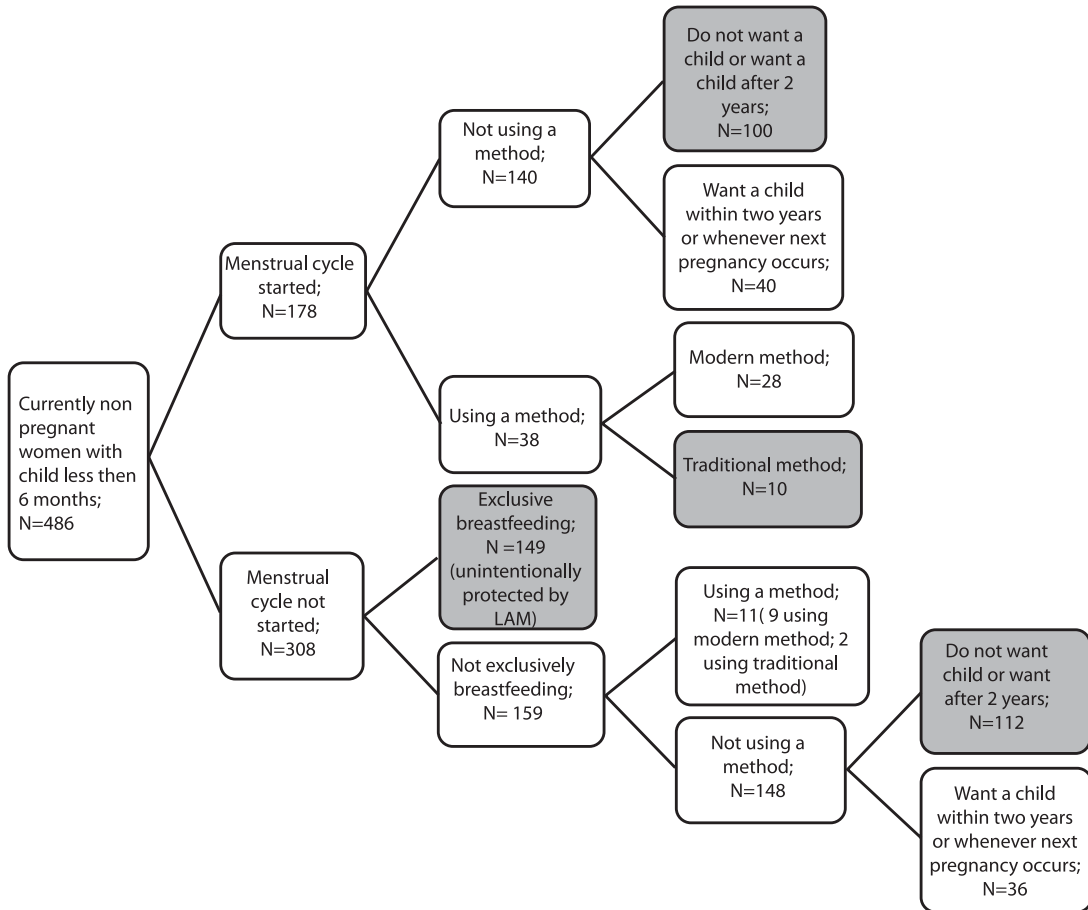 Currently non
pregnant
women with
child less then
6 months;
N=486
Menstrual cycle
started;
N=178
Not using a
method;
N=140
Do not want a
child or want a
child after 2
years;
N=100
Want a child
within two years
or whenever next
pregnancy occurs;
N=40
Using a method;
N=38
Modern method;
N=28
Traditional method;
N=10
Menstrual
cycle not
started;
N=308
Exclusive
breastfeeding;
N =149
(unintentionally
protected by
LAM)
Not exclusively
breastfeeding;
N= 159
Using a method;
N=11( 9 using
modern method; 2
using traditional
method)
Not using a
method;
N=148
Do not want
child or want
after 2 years;
N=112
Want a child
within two years
or whenever next
pregnancy occurs;
N=36